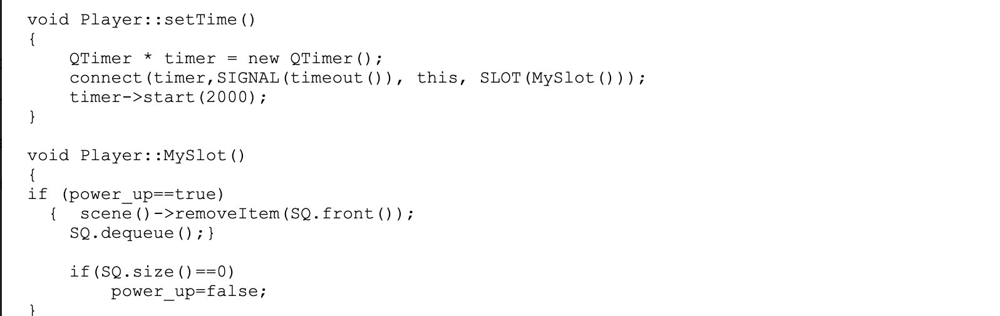 void Player::setTime()
{
    QTimer * timer = new QTimer();
    connect(timer,SIGNAL(timeout()), this, SLOT(MySlot()));
    timer->start(2000);
}

void Player::MySlot()
{
if (power_up==true)
  {  scene()->removeItem(SQ.front());
    SQ.dequeue();}

    if(SQ.size()==0)
        power_up=false;
}